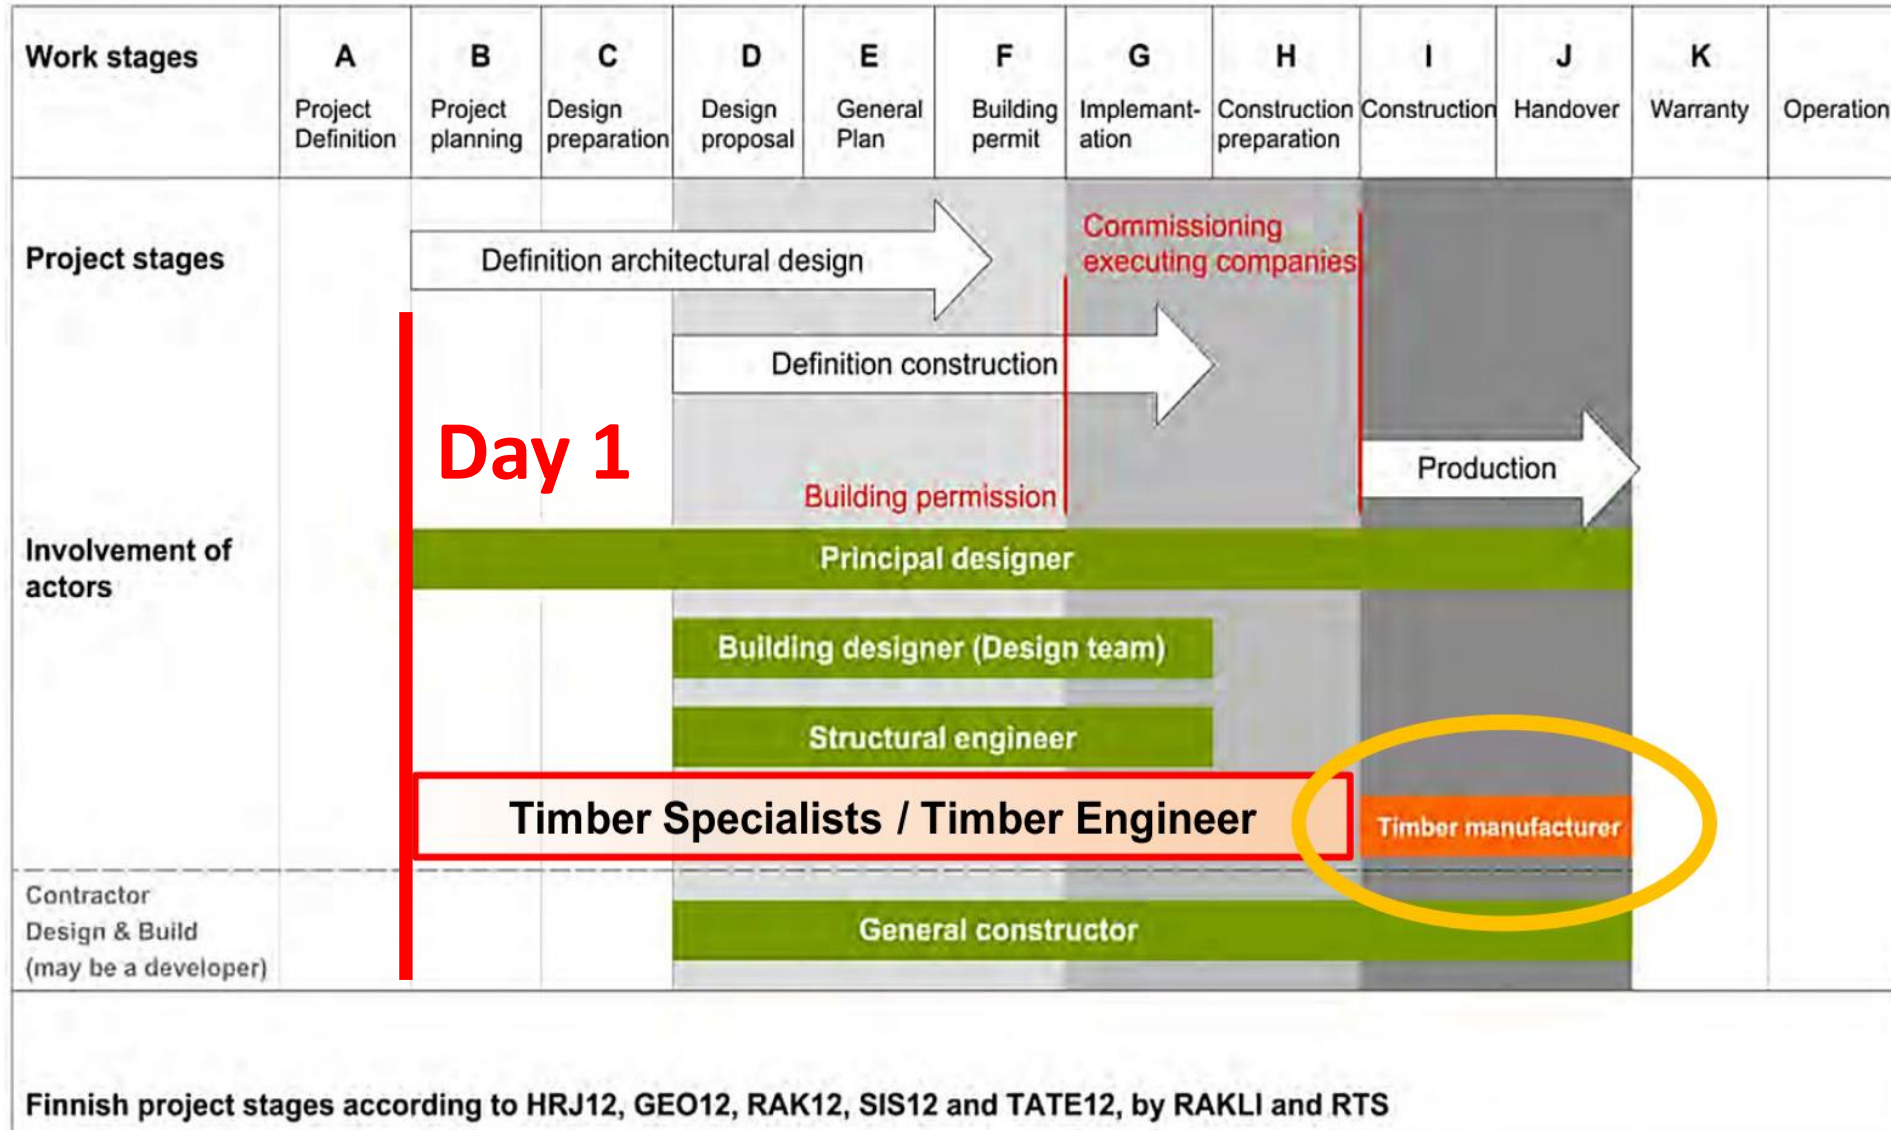 Work stages
A
B
C
D
E
F
G
H
I
J
K
Project
Definition
Project
planning
Design
preparation
Design
proposal
General
Plan
Building
permit
Implemant-
ation
Construction
preparation
Construction
Handover
Warranty
Operation
Project stages
Definition architectural design
Commissioning
executing companies
Definition construction
Day 1
Production
Building permission
Involvement of
actors
Principal designer
Building designer (Design team)
Structural engineer
Timber Specialists / Timber Engineer
Timber manufacturer
Contractor
Design & Build
(may be a developer)
General constructor
Finnish project stages according to HRJ12, GEO12, RAK12, SIS12 and TATE12, by RAKLI and RTS